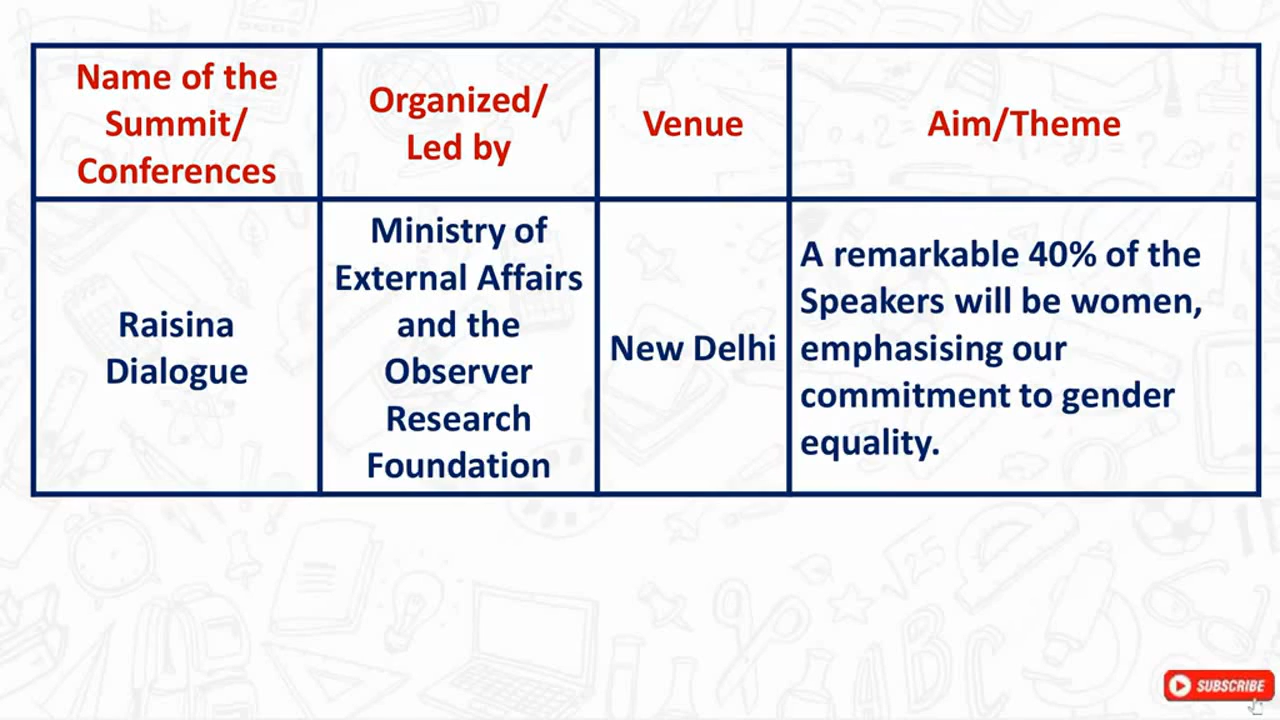 Name of the
Summit/
Conferences
Organized/
Led by
Venue
Aim/Theme
Raisina
Dialogue
Ministry of
External Affairs
and the
Observer
Research
Foundation
New Delhi
A remarkable 40% of the
Speakers will be women,
emphasising our
commitment to gender
equality.
√25
ABC
SUBSCRIBE